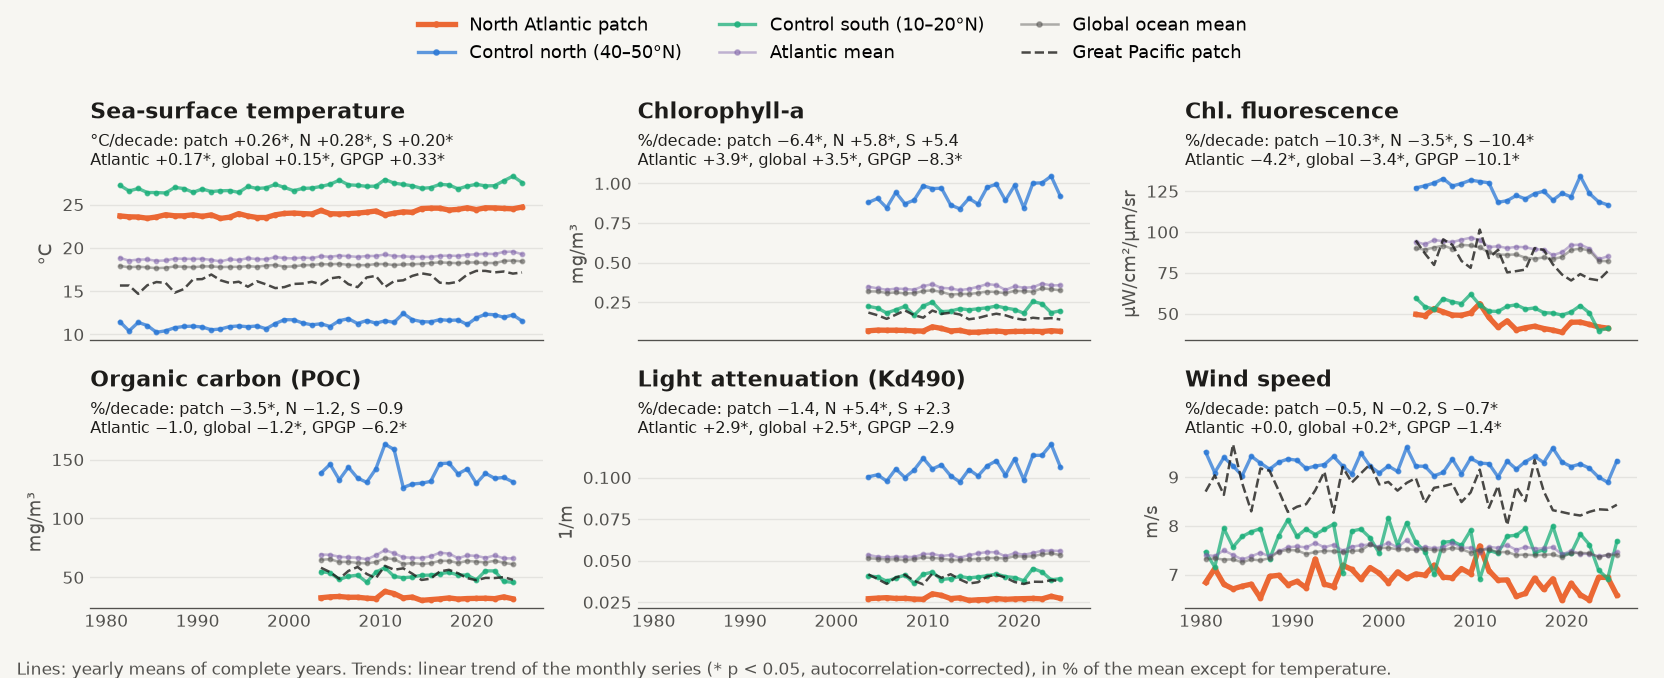 North Atlantic patch
Control north (40–50°N)
Control south (10–20°N)
Atlantic mean
Global ocean mean
Great Pacific patch
Sea-surface temperature
°C/decade: patch +0.26*, N +0.28*, S +0.20*
Atlantic +0.17*, global +0.15*, GPGP +0.33*
°C
25
20
15
10
Chlorophyll-a
%/decade: patch −6.4*, N +5.8*, S +5.4
Atlantic +3.9*, global +3.5*, GPGP −8.3*
mg/m³
1.00
0.75
0.50
0.25
Chl. fluorescence
%/decade: patch −10.3*, N −3.5*, S −10.4*
Atlantic −4.2*, global −3.4*, GPGP −10.1*
µW/cm²/µm/sr
125
100
75
50
Organic carbon (POC)
%/decade: patch −3.5*, N −1.2, S −0.9
Atlantic −1.0, global −1.2*, GPGP −6.2*
mg/m³
150
100
50
1980 1990 2000 2010 2020
Light attenuation (Kd490)
%/decade: patch −1.4, N +5.4*, S +2.3
Atlantic +2.9*, global +2.5*, GPGP −2.9
1/m
0.100
0.075
0.050
0.025
1980 1990 2000 2010 2020
Wind speed
%/decade: patch −0.5, N −0.2, S −0.7*
Atlantic +0.0, global +0.2*, GPGP −1.4*
m/s
9
8
7
1980 1990 2000 2010 2020
Lines: yearly means of complete years. Trends: linear trend of the monthly series (* p < 0.05, autocorrelation-corrected), in % of the mean except for temperature.